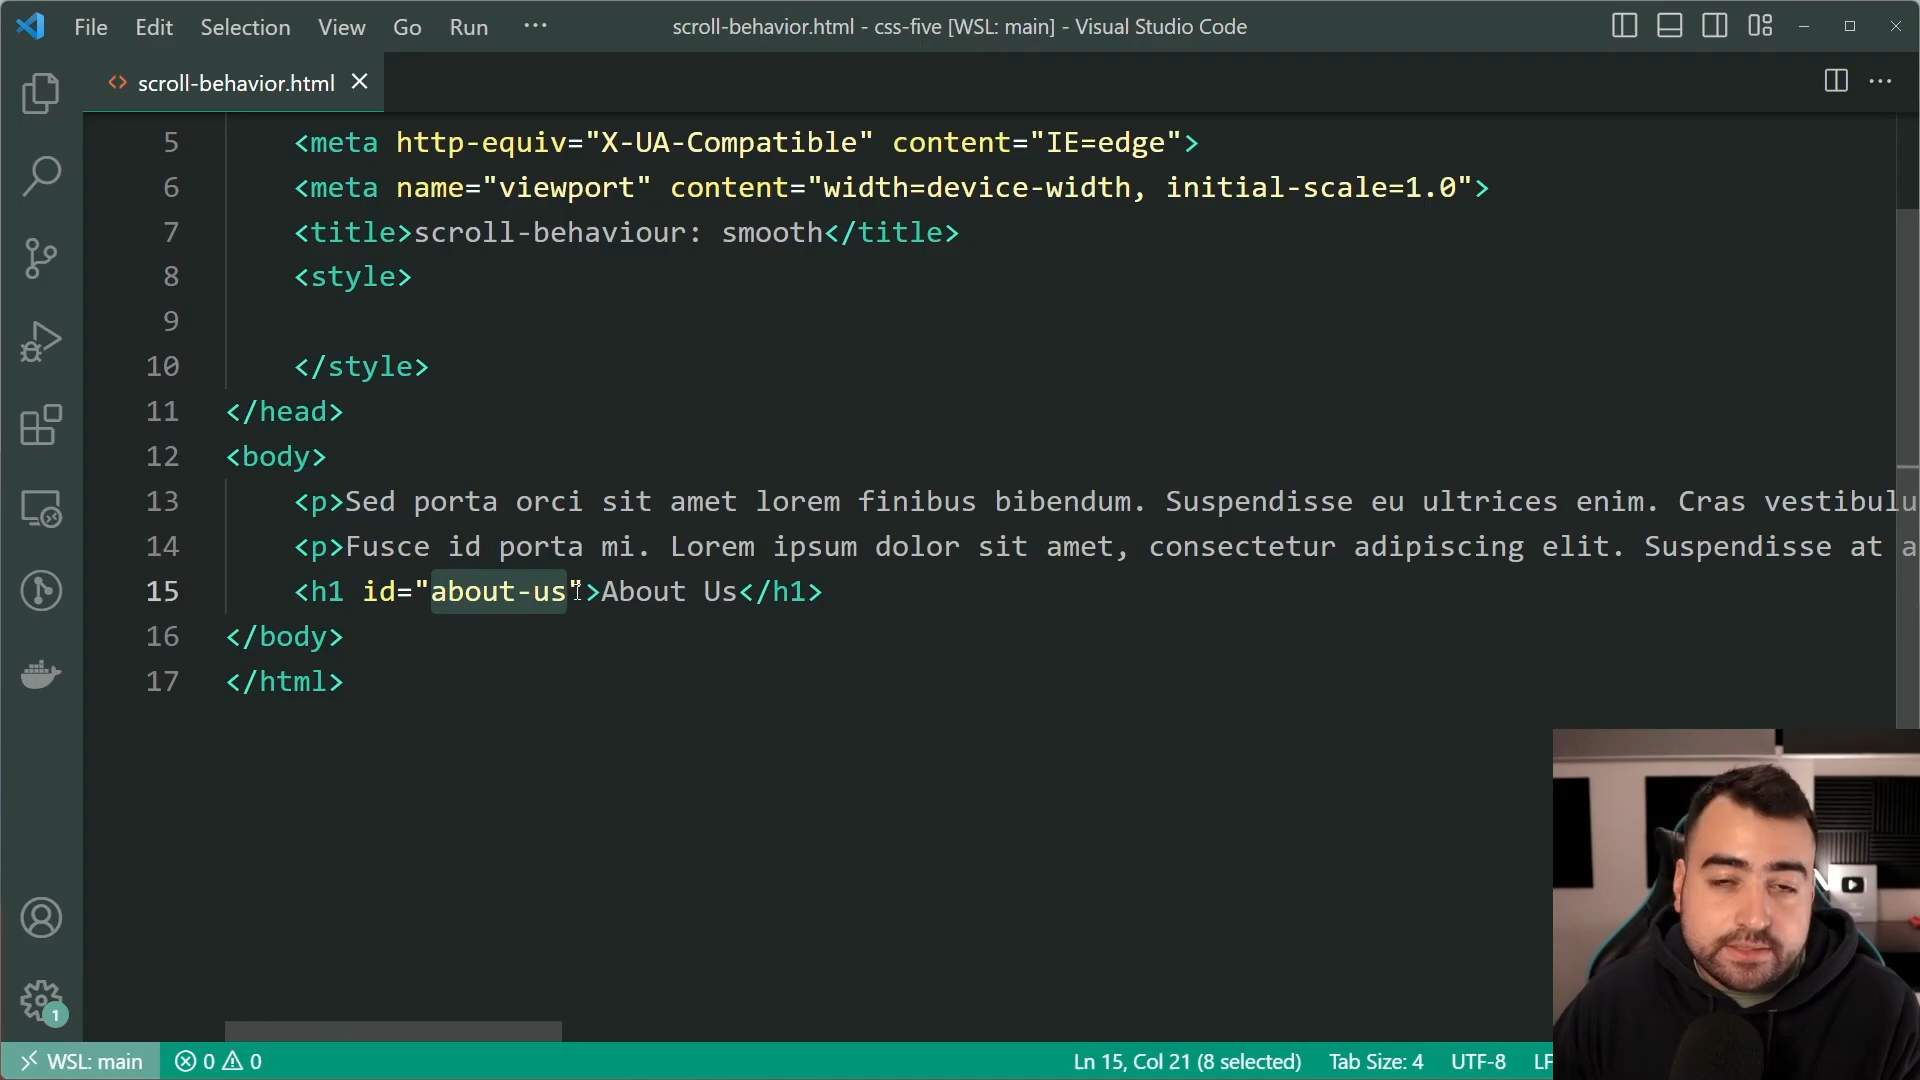 File Edit Selection View Go Run ···
scroll-behavior.html - css-five [WSL: main] - Visual Studio Code
<> scroll-behavior.html
5 <meta http-equiv="X-UA-Compatible" content="IE=edge">
6 <meta name="viewport" content="width=device-width, initial-scale=1.0">
7 <title>scroll-behaviour: smooth</title>
8 <style>
9
10 </style>
11 </head>
12 <body>
13 <p>Sed porta orci sit amet lorem finibus bibendum. Suspendisse eu ultrices enim. Cras vestibulu
14 <p>Fusce id porta mi. Lorem ipsum dolor sit amet, consectetur adipiscing elit. Suspendisse at a
15 <h1 id="about-us">About Us</h1>
16 </body>
17 </html>
1
WSL: main 0 0 Ln 15, Col 21 (8 selected) Tab Size: 4 UTF-8 LF